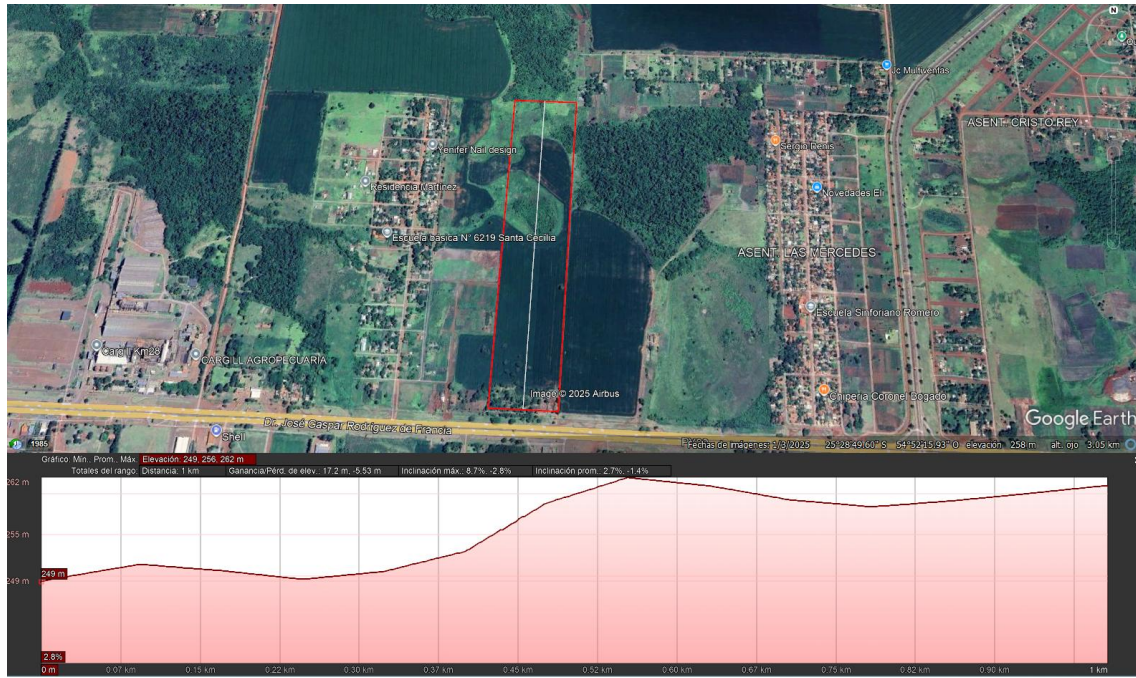 N
Jc Multiventas
ASENT. CRISTO REY
Yenifer Nail design
Sergio Denis
Residencia Martinez
Novedades Eli
Escuela básica N° 6219 Santa Cecilia
ASENT. LAS MERCEDES
Escuela Sinforiano Romero
Cargill Km28
CARGILL AGROPECUARIA
Imago © 2025 Airbus
Chiperia Coronel Bogado
Dr. José Gaspar Rodríguez de Francia
Google Earth
Shell
1985
Fechas de imágenes: 1/3/2025 25°28'49.60" S 54°52'15.93" O elevación 258 m alt. ojo 3.05 km
Gráfico: Mín., Prom., Máx. Elevación: 249, 256, 262 m
Totales del rango: Distancia: 1 km Ganancia/Pérd. de elev.: 17.2 m, -5.53 m Inclinación máx.: 8.7%, -2.8% Inclinación prom.: 2.7%, -1.4%
262 m
255 m
249 m
249 m
2.8%
0 m 0.07 km 0.15 km 0.22 km 0.30 km 0.37 km 0.45 km 0.52 km 0.60 km 0.67 km 0.75 km 0.82 km 0.90 km 1 km